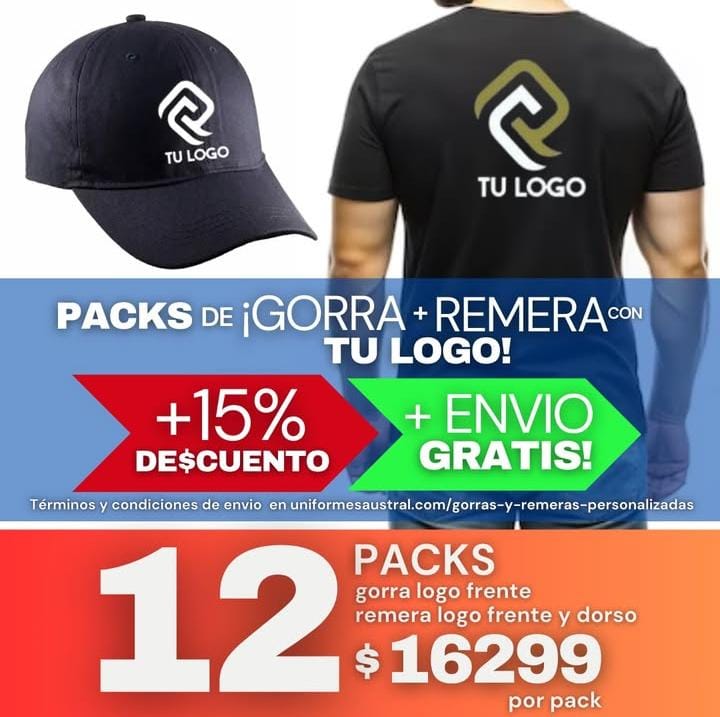 TU LOGO
TU LOGO
PACKS DE ¡GORRA + REMERA CON
TU LOGO!
+15%
DE$CUENTO
+ ENVIO
GRATIS!
Términos y condiciones de envio en uniformesaustral.com/gorras-y-remeras-personalizadas
12
PACKS
gorra logo frente
remera logo frente y dorso
$ 16299
por pack